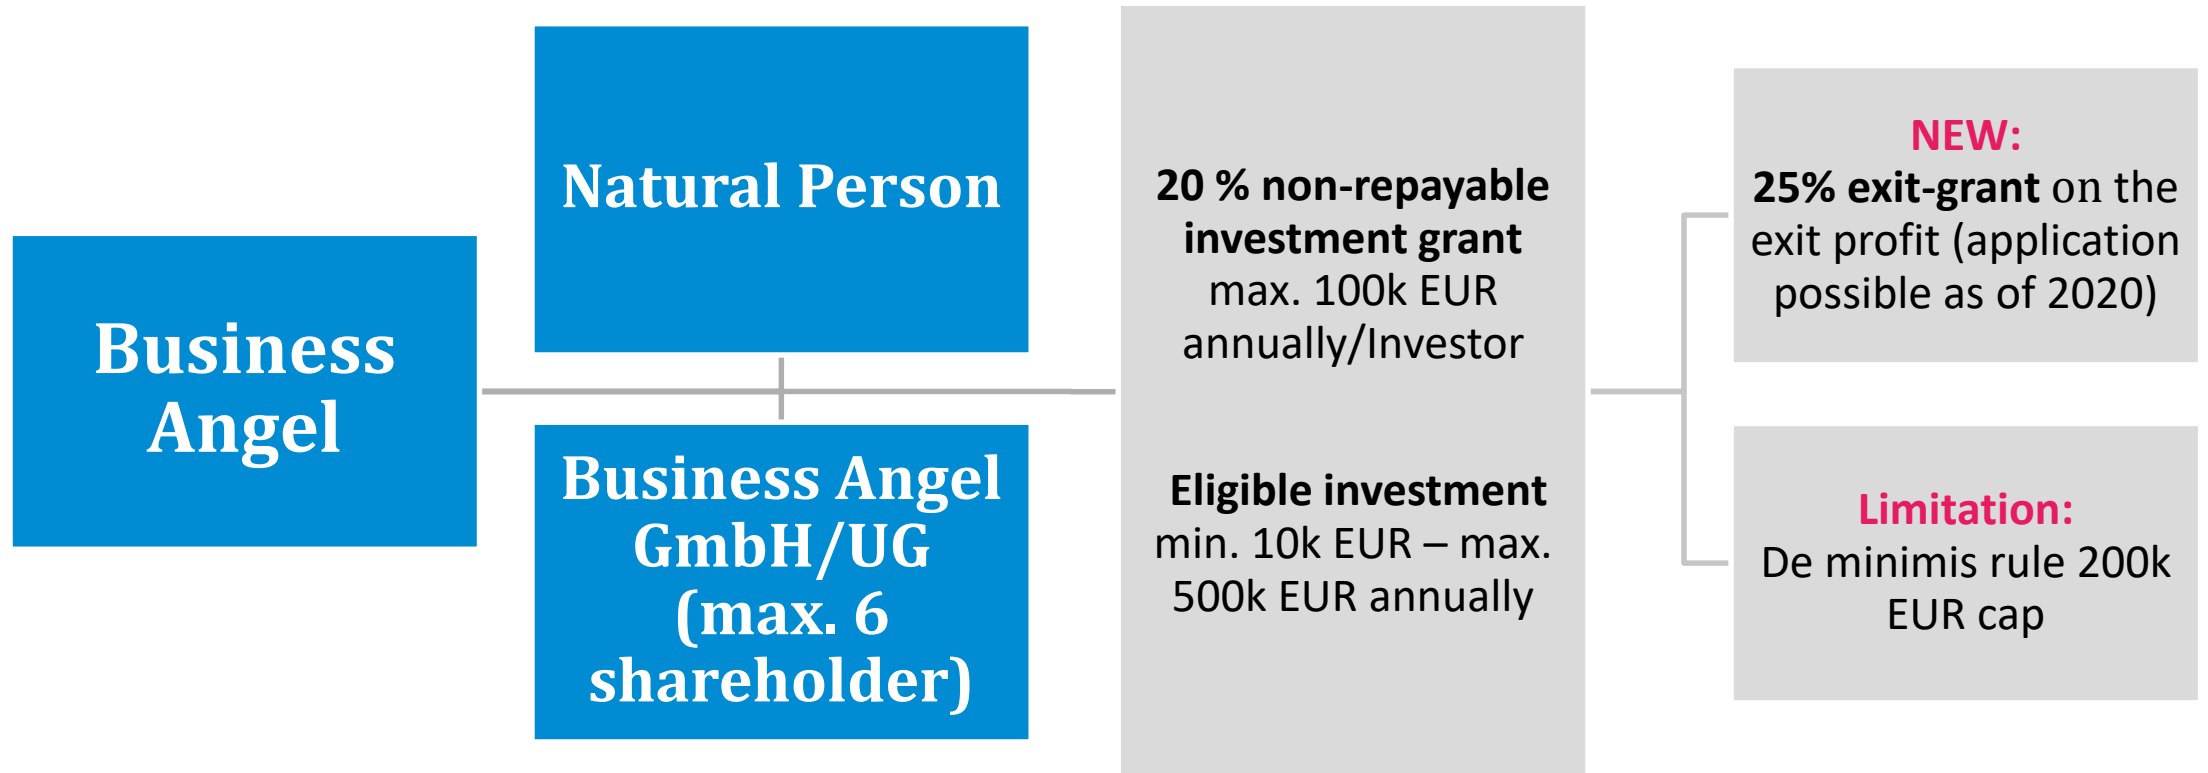 Business
Angel
Natural Person
Business Angel
GmbH/UG
(max. 6
shareholder)
20 % non-repayable
investment grant
max. 100k EUR
annually/Investor
Eligible investment
min. 10k EUR – max.
500k EUR annually
NEW:
25% exit-grant on the
exit profit (application
possible as of 2020)
Limitation:
De minimis rule 200k
EUR cap